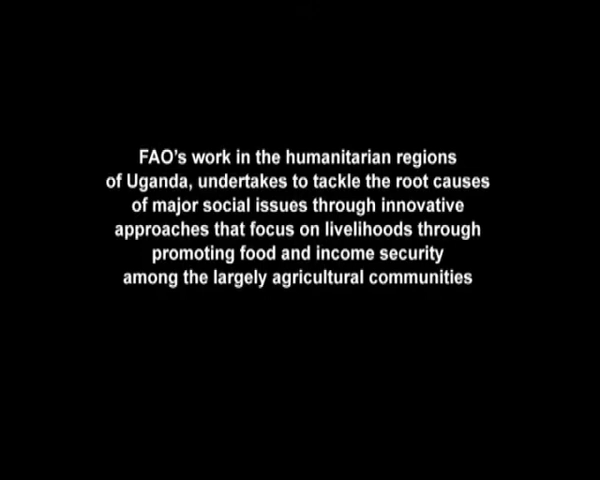 FAO's work in the humanitarian regions
of Uganda, undertakes to tackle the root causes
of major social issues through innovative
approaches that focus on livelihoods through
promoting food and income security
among the largely agricultural communities